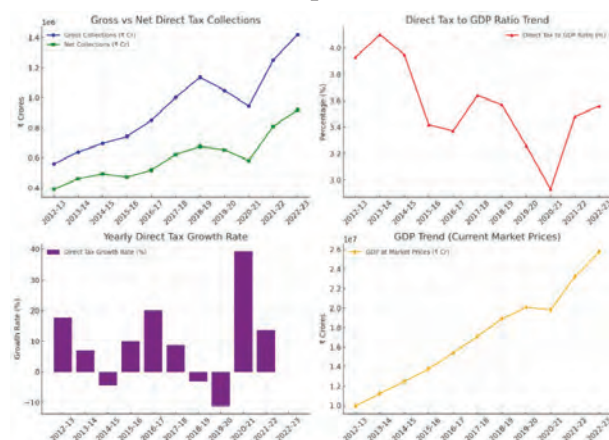 Gross vs Net Direct Tax Collections
1e6
Gross Collections (₹ Cr)
Net Collections (₹ Cr)
1.4
1.2
1.0
0.8
0.6
0.4
₹ Crores
2012-13 2013-14 2014-15 2015-16 2016-17 2017-18 2018-19 2019-20 2020-21 2021-22 2022-23
Direct Tax to GDP Ratio Trend
Direct Tax to GDP Ratio (%)
4.0
3.8
3.6
3.4
3.2
3.0
Percentage (%)
2012-13 2013-14 2014-15 2015-16 2016-17 2017-18 2018-19 2019-20 2020-21 2021-22 2022-23
Yearly Direct Tax Growth Rate
Direct Tax Growth Rate (%)
40
30
20
10
0
−10
Growth Rate (%)
2012-13 2013-14 2014-15 2015-16 2016-17 2017-18 2018-19 2019-20 2020-21 2021-22 2022-23
GDP Trend (Current Market Prices)
1e7
GDP at Market Prices (₹ Cr)
2.6
2.4
2.2
2.0
1.8
1.6
1.4
1.2
1.0
₹ Crores
2012-13 2013-14 2014-15 2015-16 2016-17 2017-18 2018-19 2019-20 2020-21 2021-22 2022-23